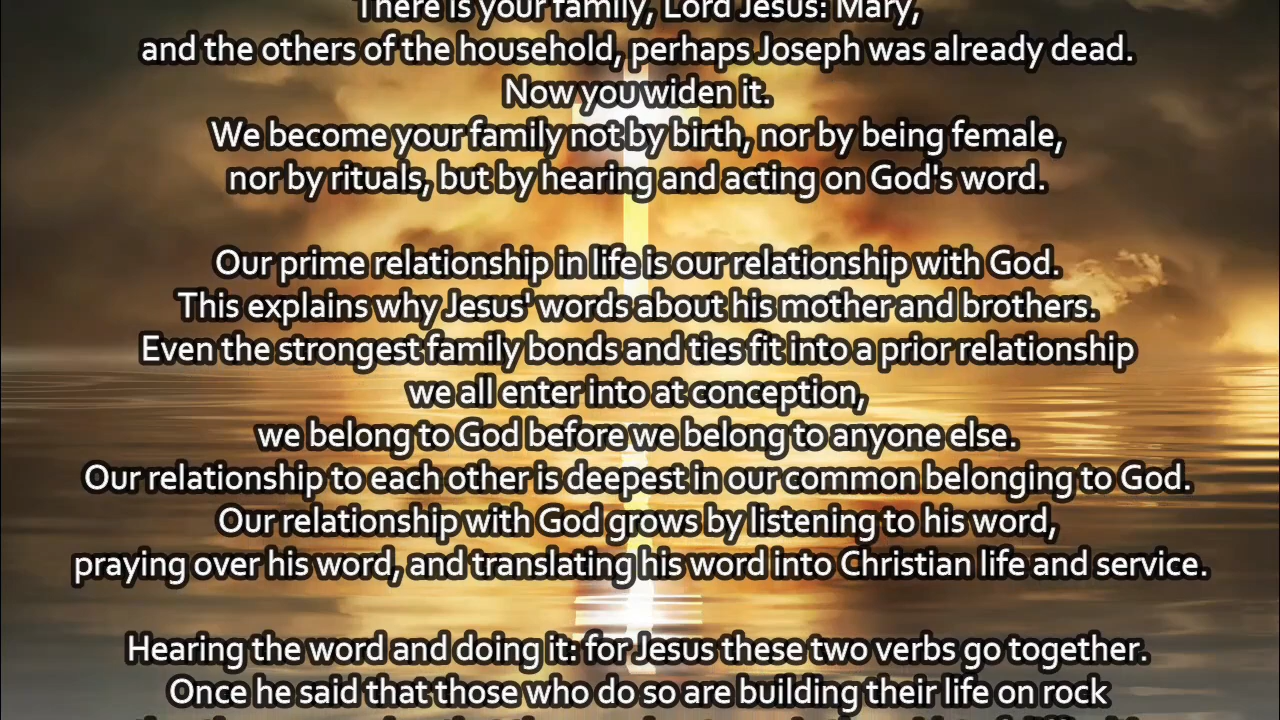 There is your family, Lord Jesus: Mary,
and the others of the household, perhaps Joseph was already dead.
Now you widen it.
We become your family not by birth, nor by being female,
nor by rituals, but by hearing and acting on God's word.
Our prime relationship in life is our relationship with God.
This explains why Jesus' words about his mother and brothers.
Even the strongest family bonds and ties fit into a prior relationship
we all enter into at conception,
we belong to God before we belong to anyone else.
Our relationship to each other is deepest in our common belonging to God.
Our relationship with God grows by listening to his word,
praying over his word, and translating his word into Christian life and service.
Hearing the word and doing it: for Jesus these two verbs go together.
Once he said that those who do so are building their life on rock